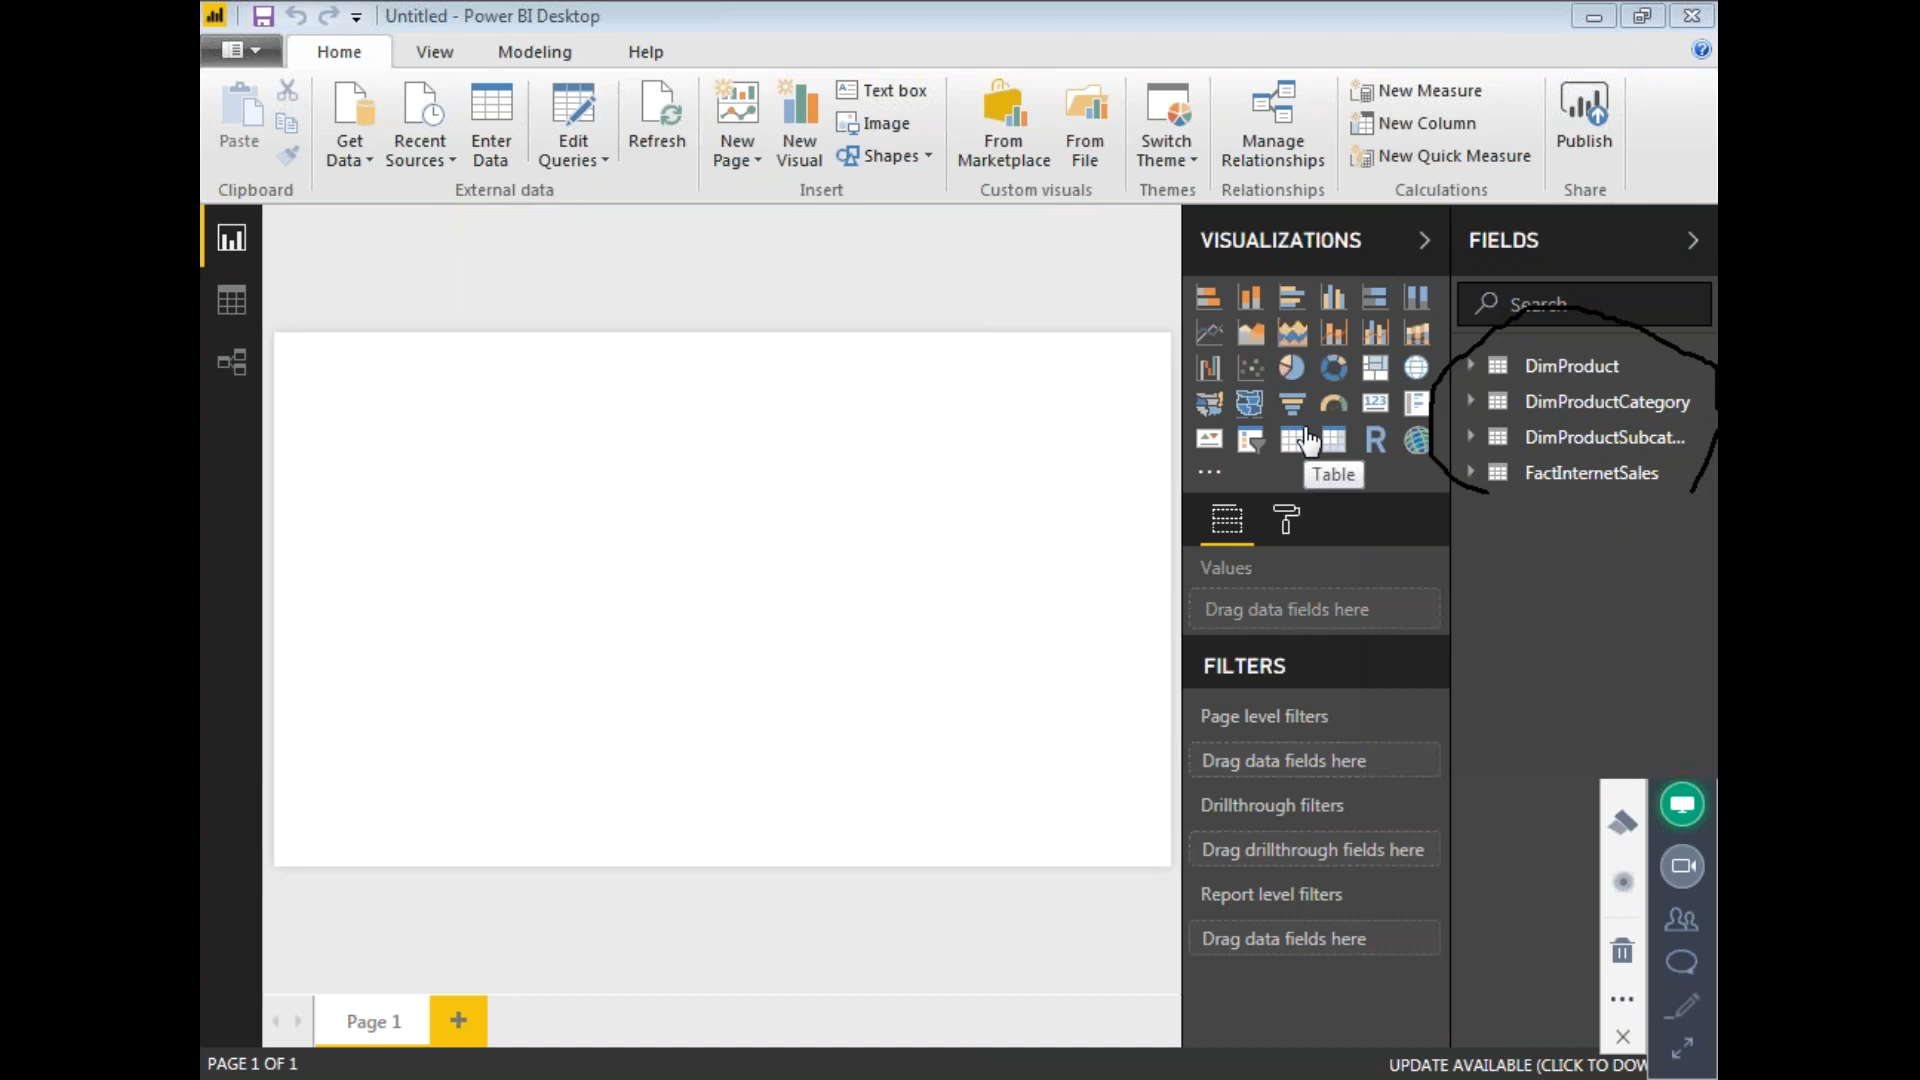 Untitled - Power BI Desktop
Home View Modeling Help
Paste
Clipboard
Get Data
Recent Sources
Enter Data
Edit Queries
Refresh
External data
New Page
New Visual
Text box
Image
Shapes
Insert
From Marketplace
From File
Custom visuals
Switch Theme
Themes
Manage Relationships
Relationships
New Measure
New Column
New Quick Measure
Calculations
Publish
Share
VISUALIZATIONS
123
R
Table
Values
Drag data fields here
FILTERS
Page level filters
Drag data fields here
Drillthrough filters
Drag drillthrough fields here
Report level filters
Drag data fields here
FIELDS
Search
DimProduct
DimProductCategory
DimProductSubcat...
FactInternetSales
Page 1
PAGE 1 OF 1
UPDATE AVAILABLE (CLICK TO DOW